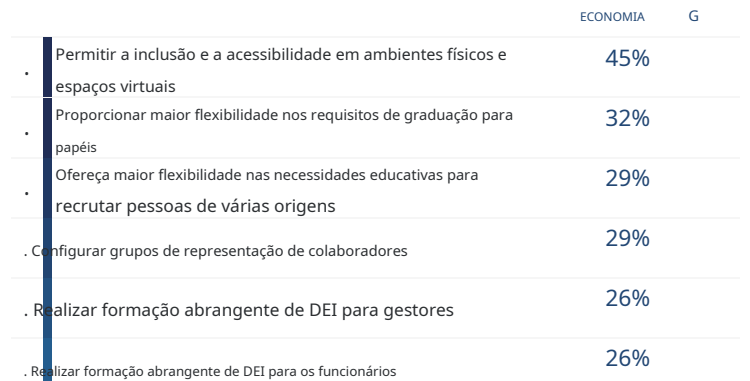 ECONOMIA G
Permitir a inclusão e a acessibilidade em ambientes físicos e
45%
. espaços virtuais
Proporcionar maior flexibilidade nos requisitos de graduação para
32%
. papéis
Ofereça maior flexibilidade nas necessidades educativas para
29%
. recrutar pessoas de várias origens
29%
. Configurar grupos de representação de colaboradores
26%
. Realizar formação abrangente de DEI para gestores
26%
. Realizar formação abrangente de DEI para os funcionários